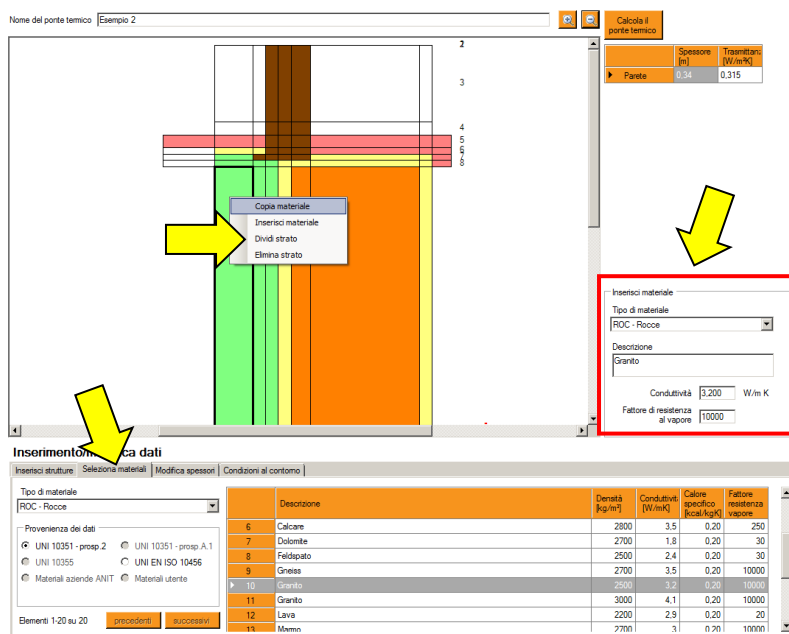 Nome del ponte termico Esempio 2
Calcola il
ponte termico
Spessore [m] Trasmittan: [W/m²K]
Parete 0,34 0,315
2
3
4
5
6
7
8
Copia materiale
Inserisci materiale
Dividi strato
Elimina strato
Inserisci materiale
Tipo di materiale
ROC - Rocce
Descrizione
Granito
Conduttività 3,200 W/m K
Fattore di resistenza
al vapore 10000
Inserimento/m ca dati
Inserisci strutture Seleziona materiali Modifica spessori Condizioni al contorno
Tipo di materiale
ROC - Rocce
Provenienza dei dati
UNI 10351 - prosp.2 UNI 10351 - prosp.A.1
UNI 10355 UNI EN ISO 10456
Materiali aziende ANIT Materiali utente
Elementi 1-20 su 20 precedenti successivi
Descrizione Densità [kg/m³] Conduttivit: [W/mK] Calore specifico [kcal/kgK] Fattore resistenza vapore
6 Calcare 2800 3,5 0,20 250
7 Dolomite 2700 1,8 0,20 30
8 Feldspato 2500 2,4 0,20 30
9 Gneiss 2700 3,5 0,20 10000
10 Granito 2500 3,2 0,20 10000
11 Granito 3000 4,1 0,20 10000
12 Lava 2200 2,9 0,20 20
13 Marmo 2700 3 0,20 10000